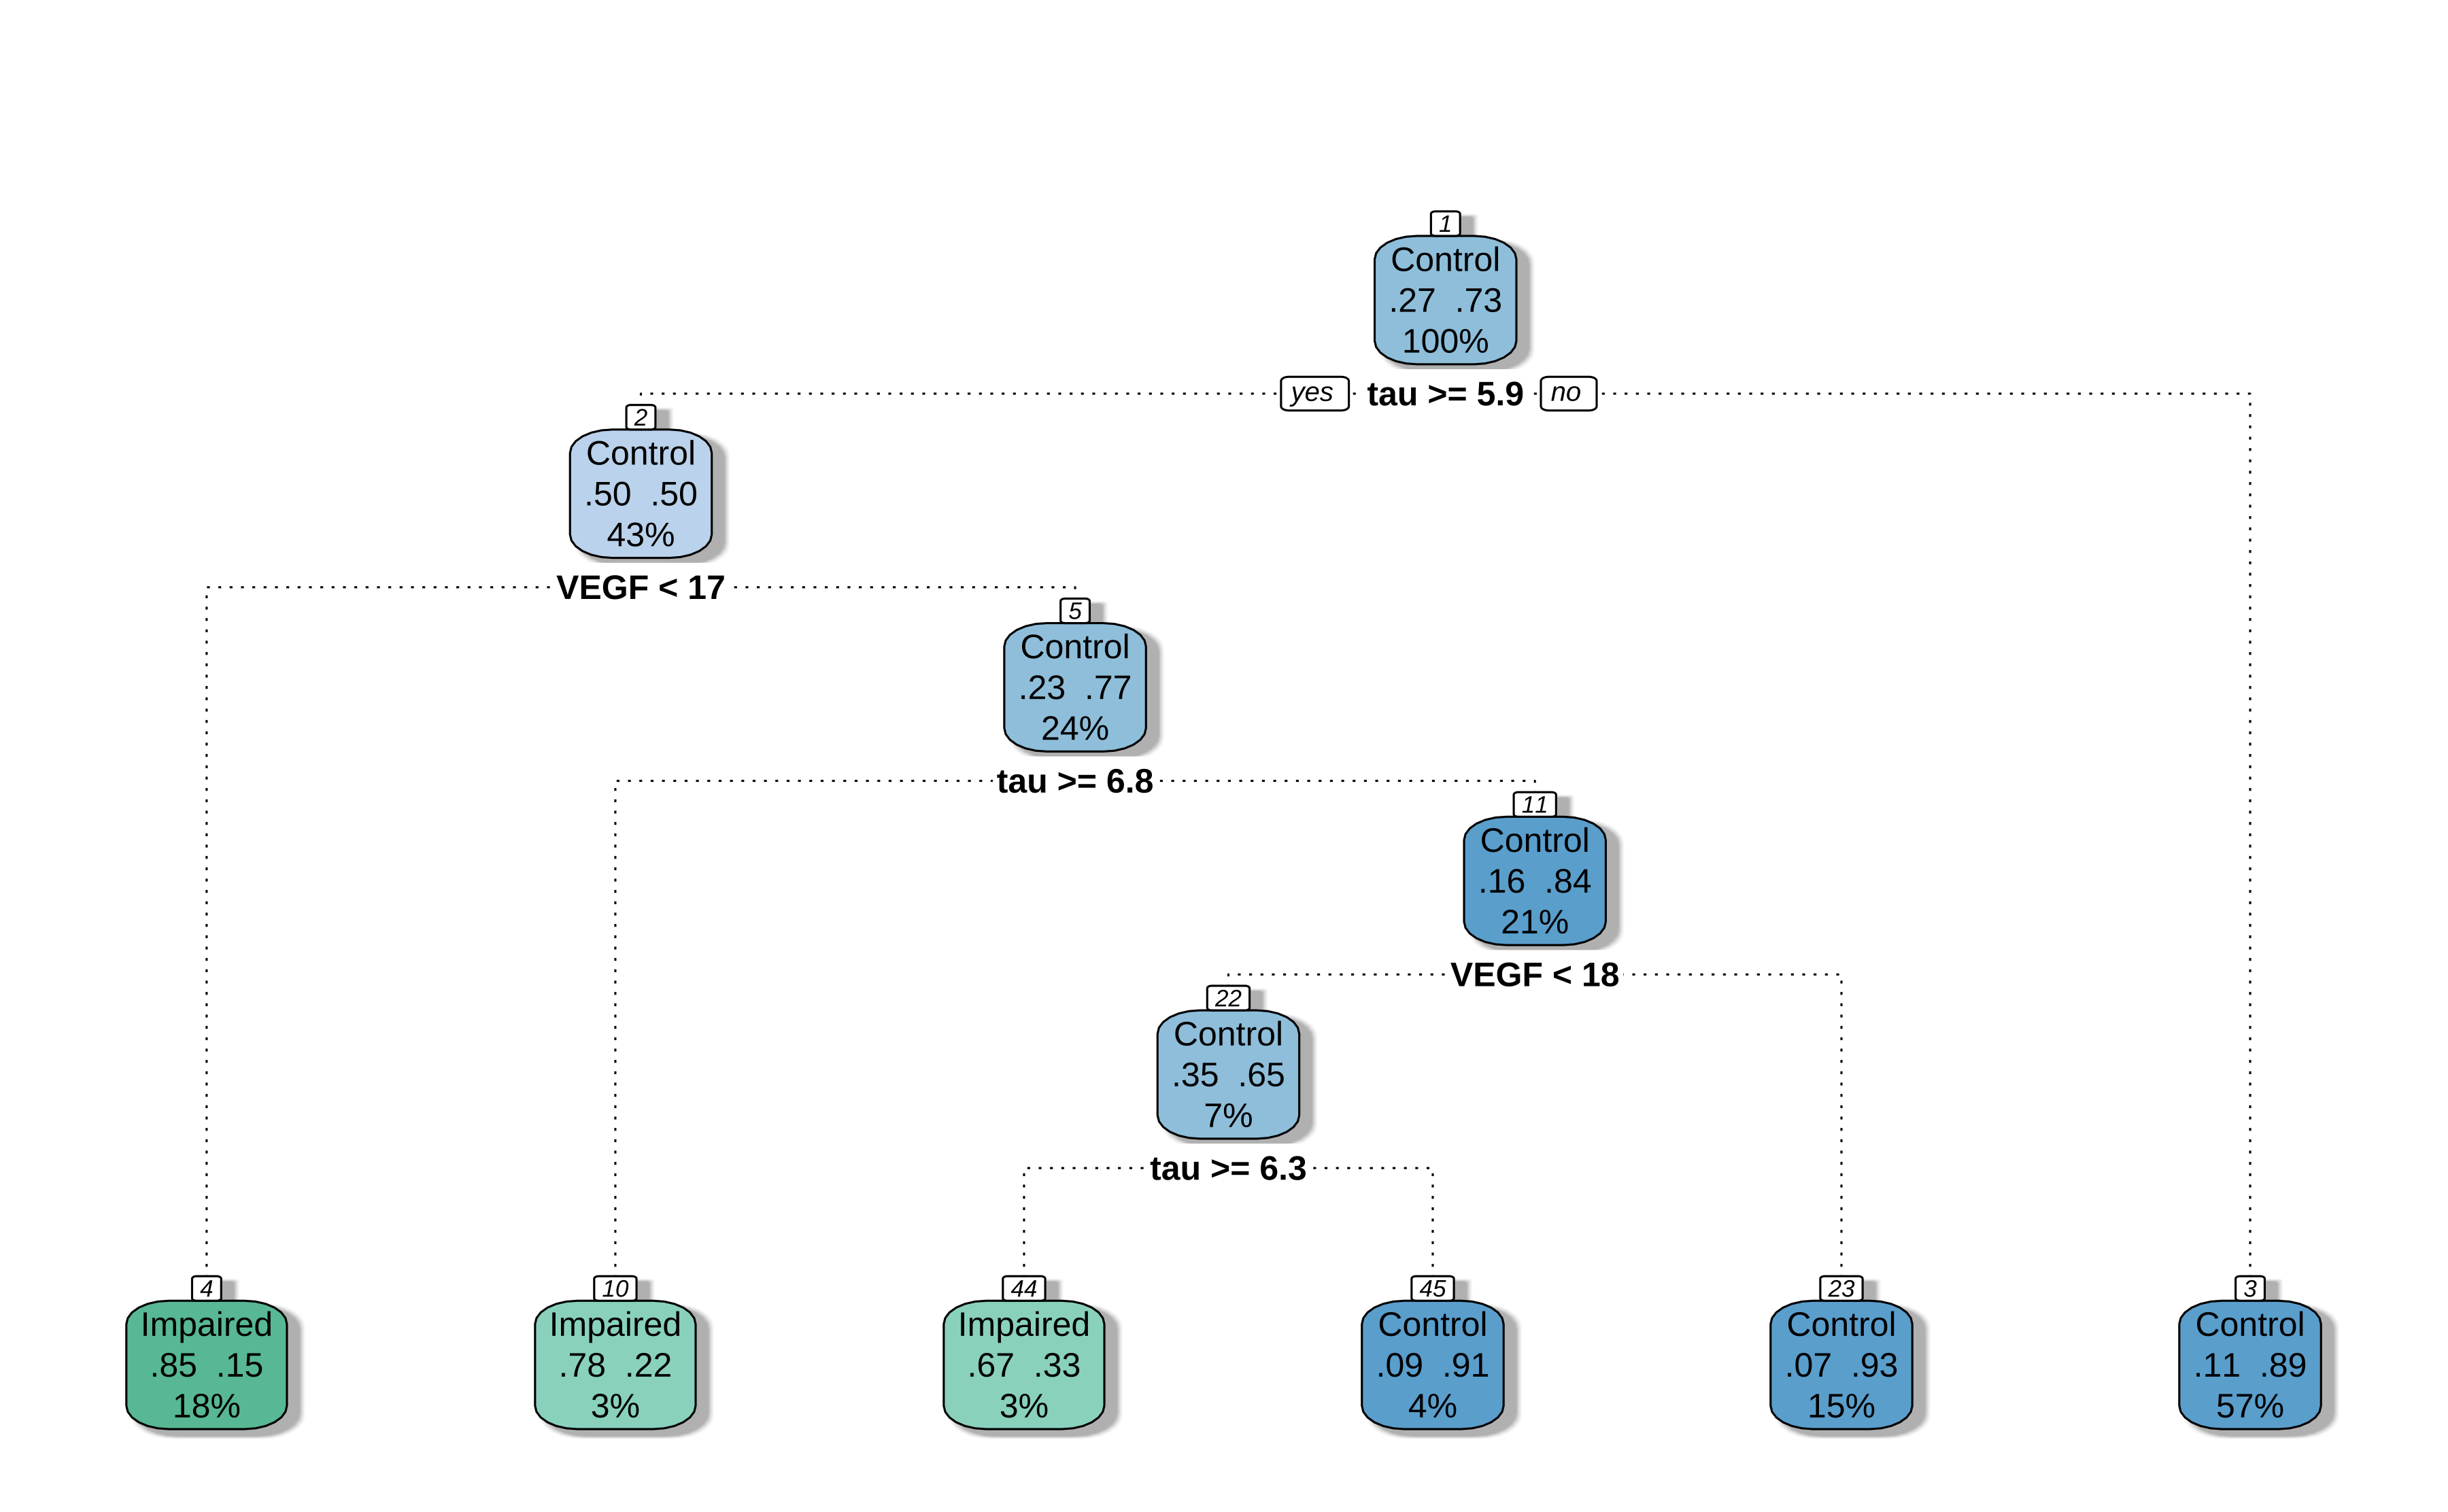 1
Control
.27 .73
100%
yes tau >= 5.9 no
2
Control
.50 .50
43%
VEGF < 17
5
Control
.23 .77
24%
tau >= 6.8
11
Control
.16 .84
21%
VEGF < 18
22
Control
.35 .65
7%
tau >= 6.3
4
Impaired
.85 .15
18%
10
Impaired
.78 .22
3%
44
Impaired
.67 .33
3%
45
Control
.09 .91
4%
23
Control
.07 .93
15%
3
Control
.11 .89
57%